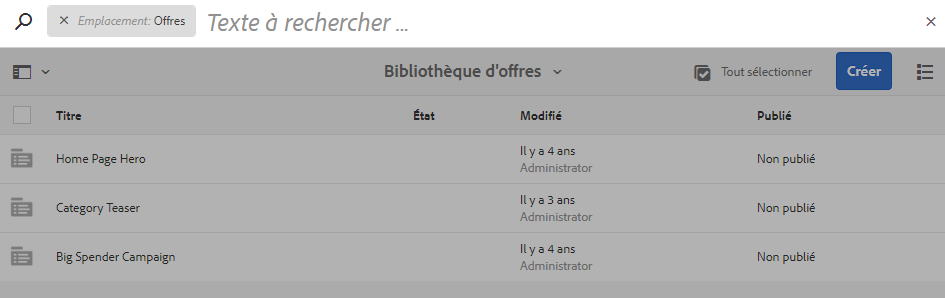 Emplacement: Offres Texte à rechercher ...
Bibliothèque d'offres Tout sélectionner Créer
Titre État Modifié Publié
Home Page Hero Il y a 4 ans Non publié
Administrator
Category Teaser Il y a 3 ans Non publié
Administrator
Big Spender Campaign Il y a 4 ans Non publié
Administrator